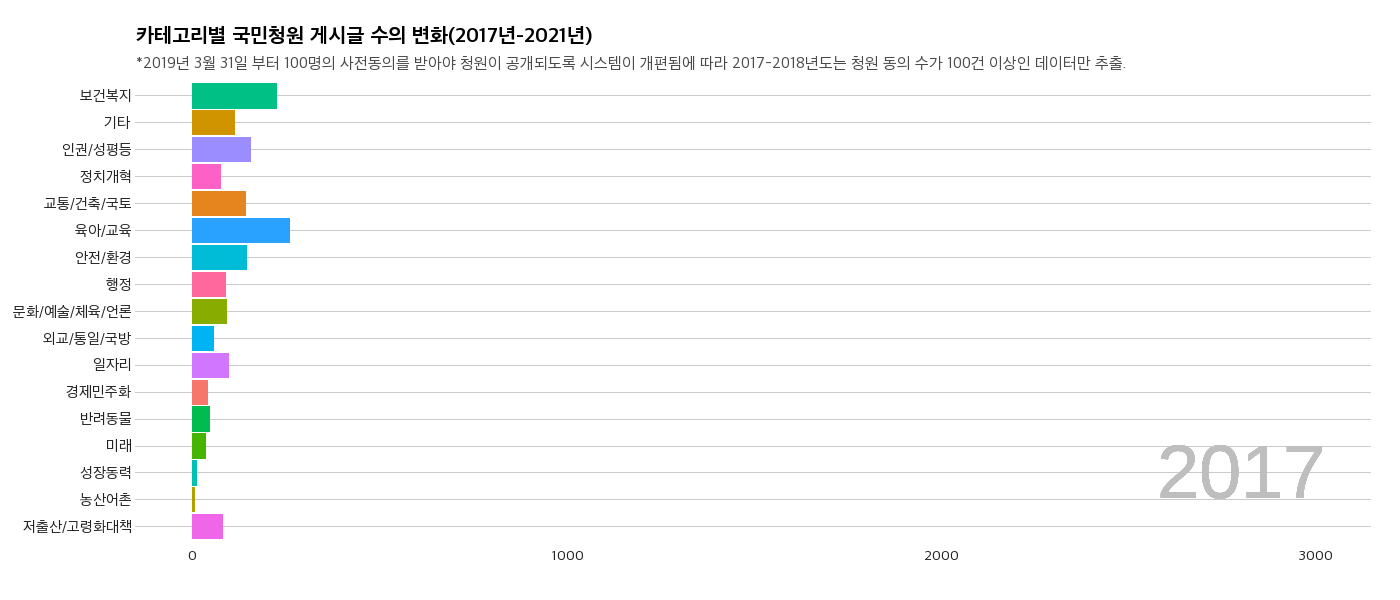 카테고리별 국민청원 게시글 수의 변화(2017년-2021년)
*2019년 3월 31일 부터 100명의 사전동의를 받아야 청원이 공개되도록 시스템이 개편됨에 따라 2017-2018년도는 청원 동의 수가 100건 이상인 데이터만 추출.
보건복지
기타
인권/성평등
정치개혁
교통/건축/국토
육아/교육
안전/환경
행정
문화/예술/체육/언론
외교/통일/국방
일자리
경제민주화
반려동물
미래
성장동력
농산어촌
저출산/고령화대책
2017
0 1000 2000 3000